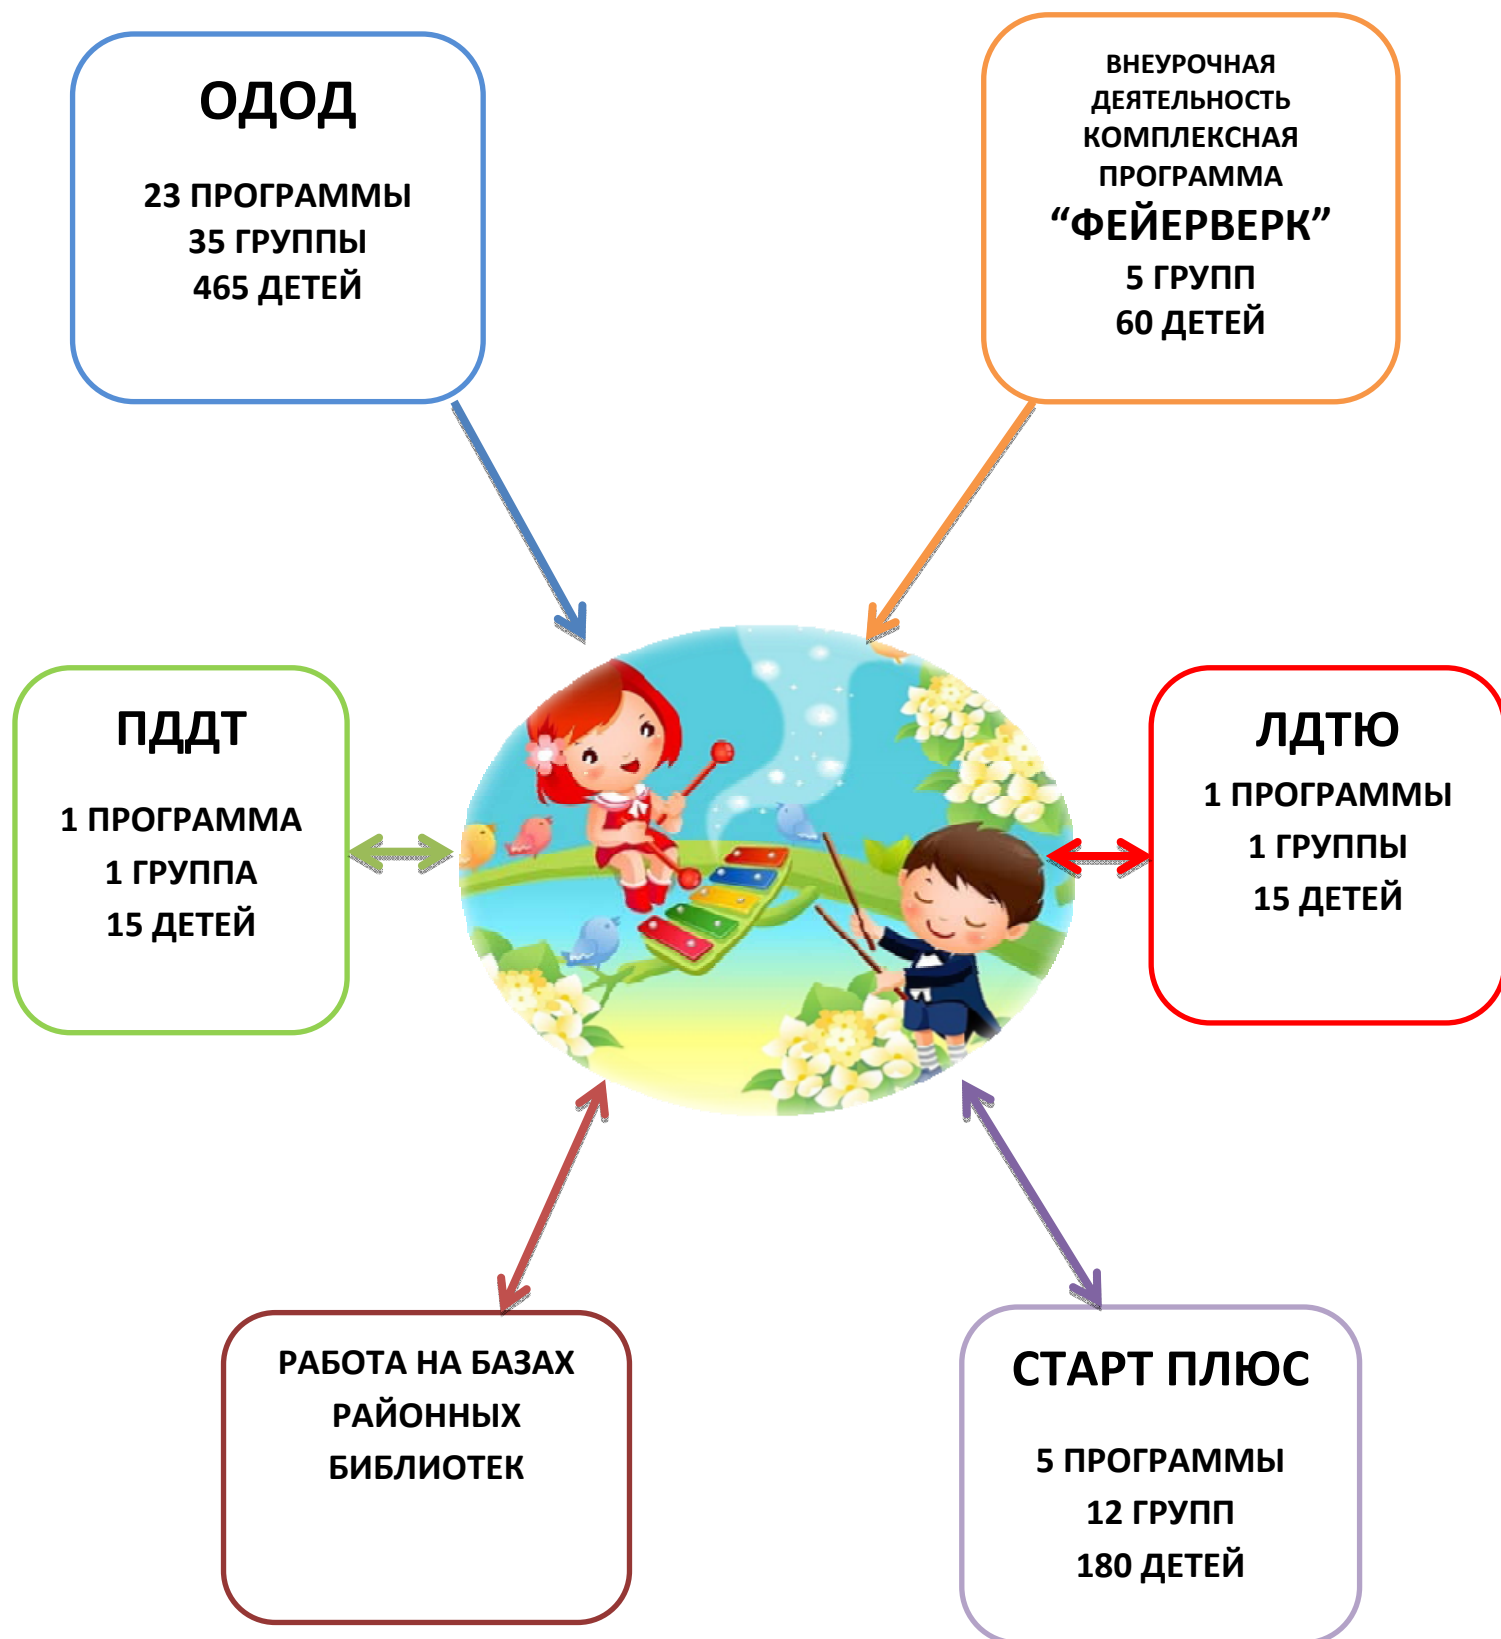 ОДОД
23 ПРОГРАММЫ
35 ГРУППЫ
465 ДЕТЕЙ
ВНЕУРОЧНАЯ
ДЕЯТЕЛЬНОСТЬ
КОМПЛЕКСНАЯ
ПРОГРАММА
“ФЕЙЕРВЕРК”
5 ГРУПП
60 ДЕТЕЙ
ПДДТ
1 ПРОГРАММА
1 ГРУППА
15 ДЕТЕЙ
ЛДТЮ
1 ПРОГРАММЫ
1 ГРУППЫ
15 ДЕТЕЙ
РАБОТА НА БАЗАХ
РАЙОННЫХ
БИБЛИОТЕК
СТАРТ ПЛЮС
5 ПРОГРАММЫ
12 ГРУПП
180 ДЕТЕЙ